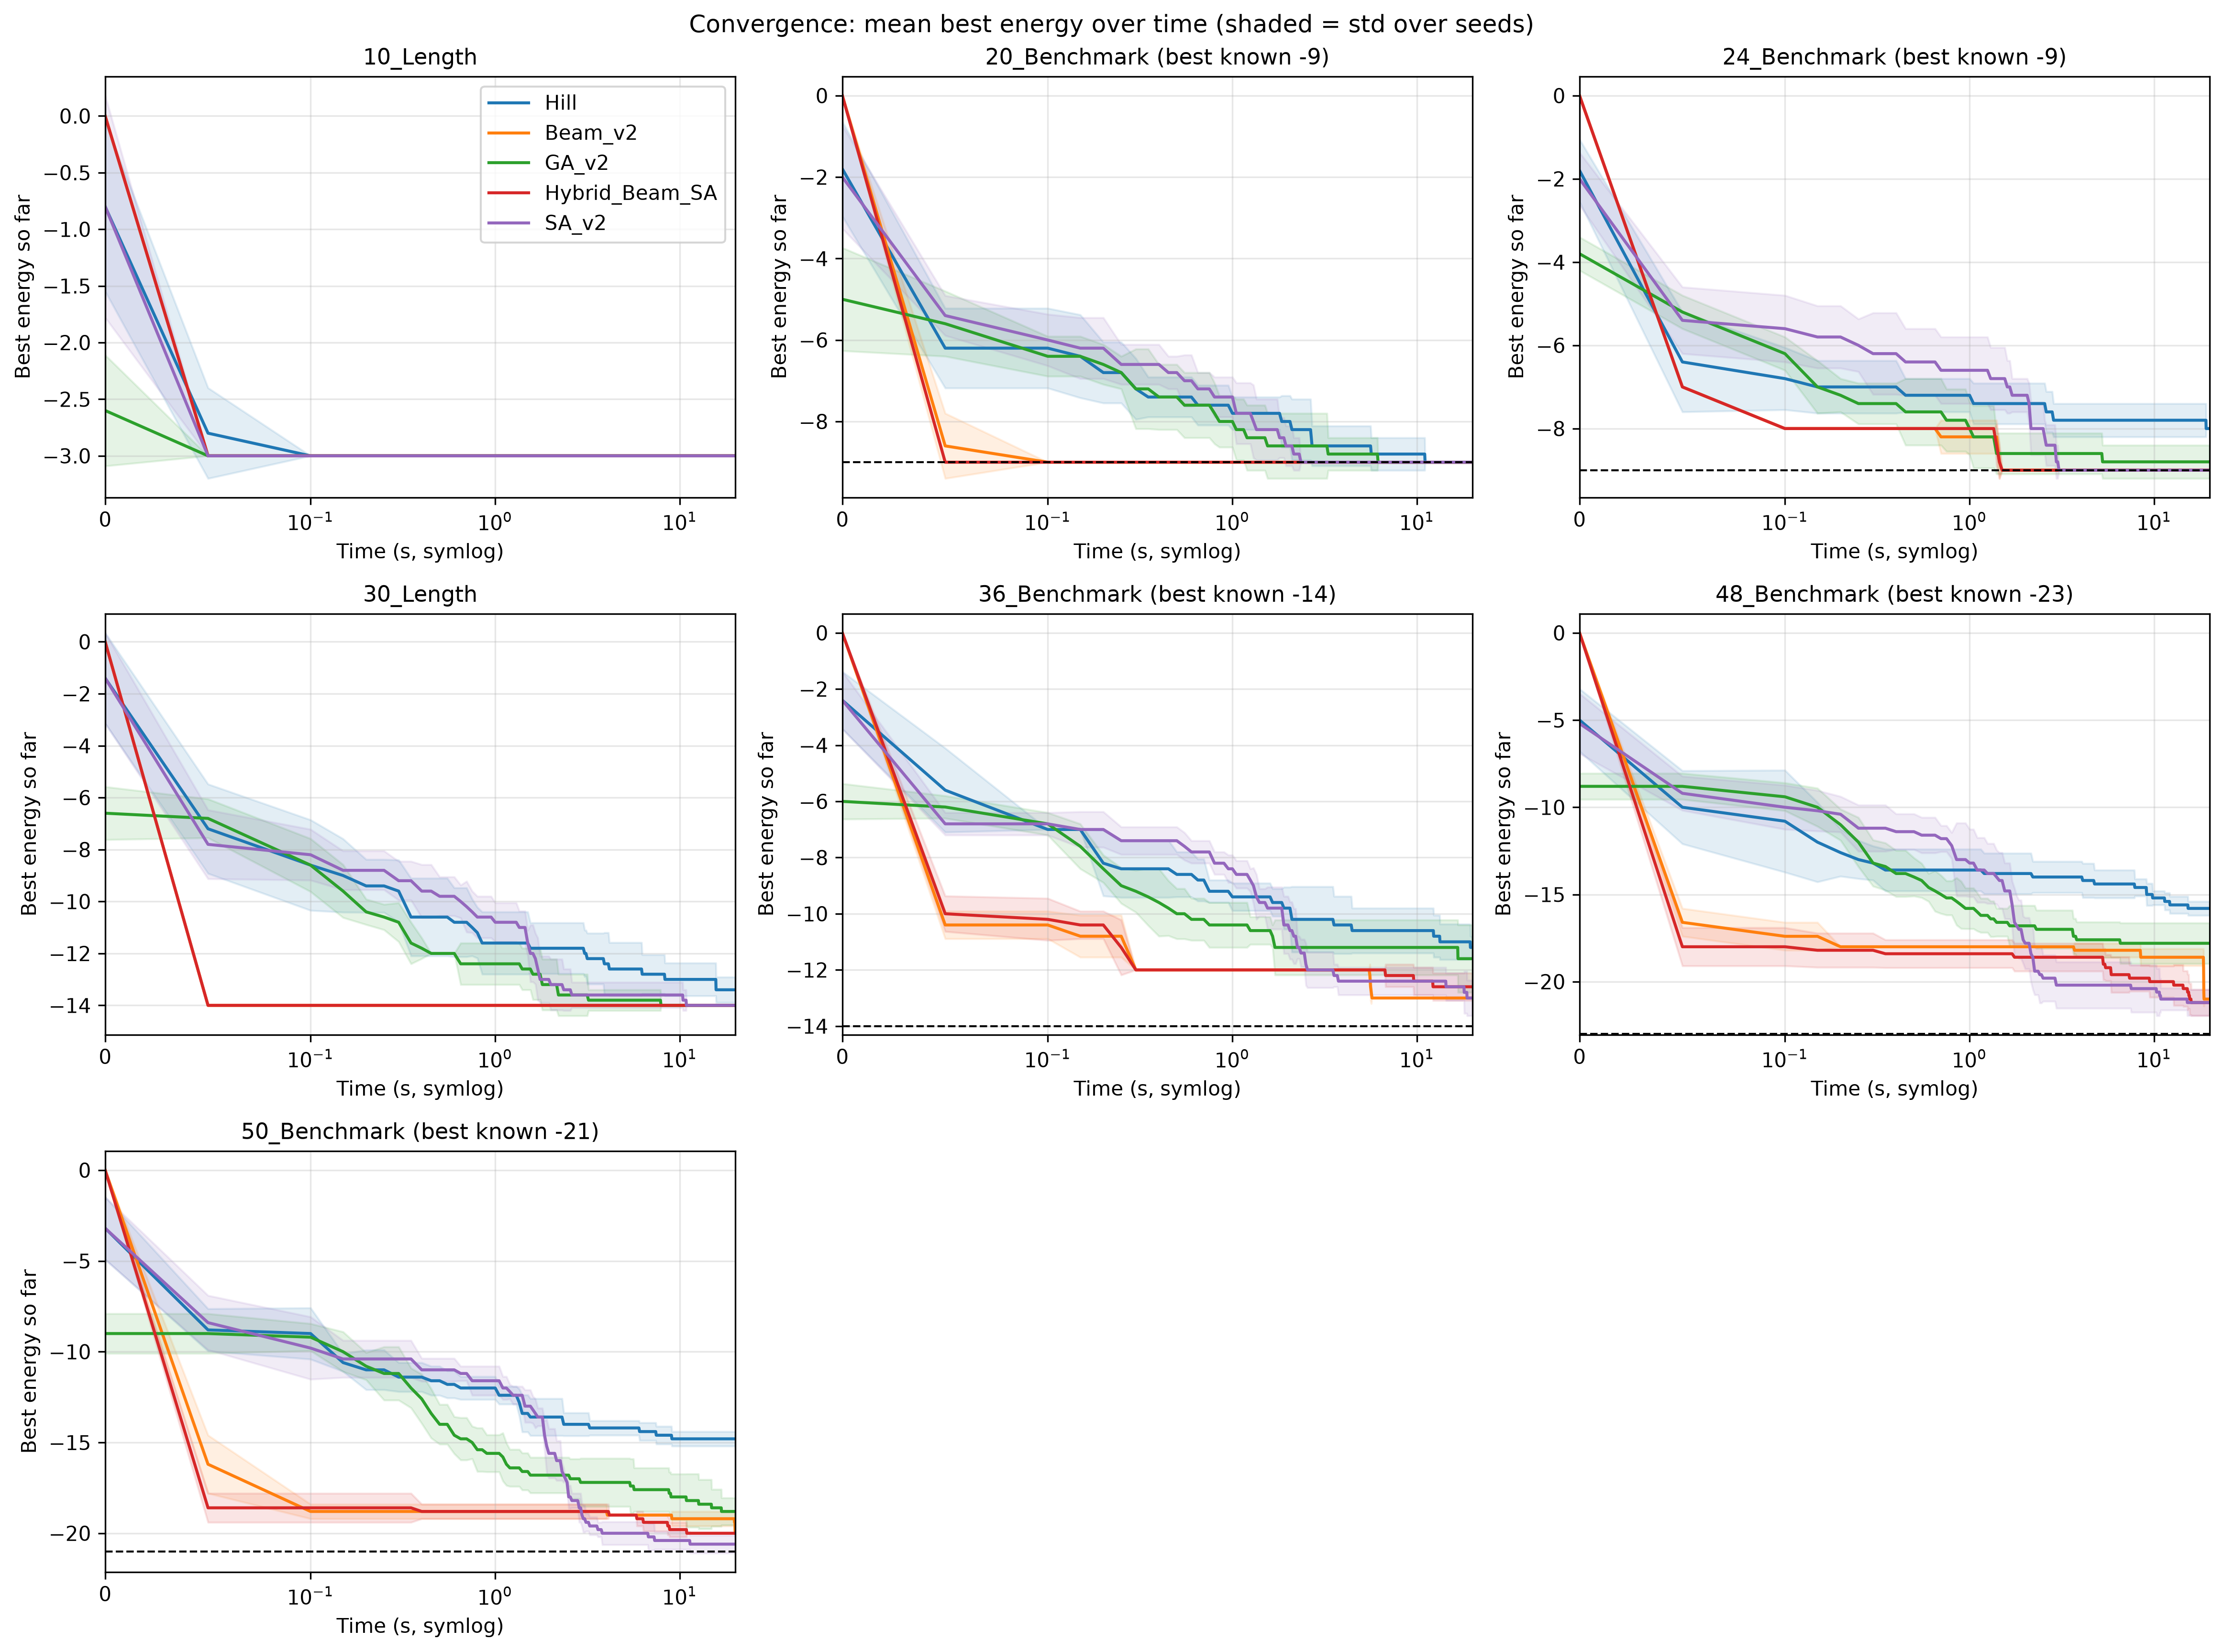 Convergence: mean best energy over time (shaded = std over seeds)
10_Length
0.0
−0.5
−1.0
−1.5
−2.0
−2.5
−3.0
Best energy so far
0
10⁻¹
10⁰
10¹
Time (s, symlog)
Hill
Beam_v2
GA_v2
Hybrid_Beam_SA
SA_v2
20_Benchmark (best known -9)
0
−2
−4
−6
−8
Best energy so far
0
10⁻¹
10⁰
10¹
Time (s, symlog)
24_Benchmark (best known -9)
0
−2
−4
−6
−8
Best energy so far
0
10⁻¹
10⁰
10¹
Time (s, symlog)
30_Length
0
−2
−4
−6
−8
−10
−12
−14
Best energy so far
0
10⁻¹
10⁰
10¹
Time (s, symlog)
36_Benchmark (best known -14)
0
−2
−4
−6
−8
−10
−12
−14
Best energy so far
0
10⁻¹
10⁰
10¹
Time (s, symlog)
48_Benchmark (best known -23)
0
−5
−10
−15
−20
Best energy so far
0
10⁻¹
10⁰
10¹
Time (s, symlog)
50_Benchmark (best known -21)
0
−5
−10
−15
−20
Best energy so far
0
10⁻¹
10⁰
10¹
Time (s, symlog)